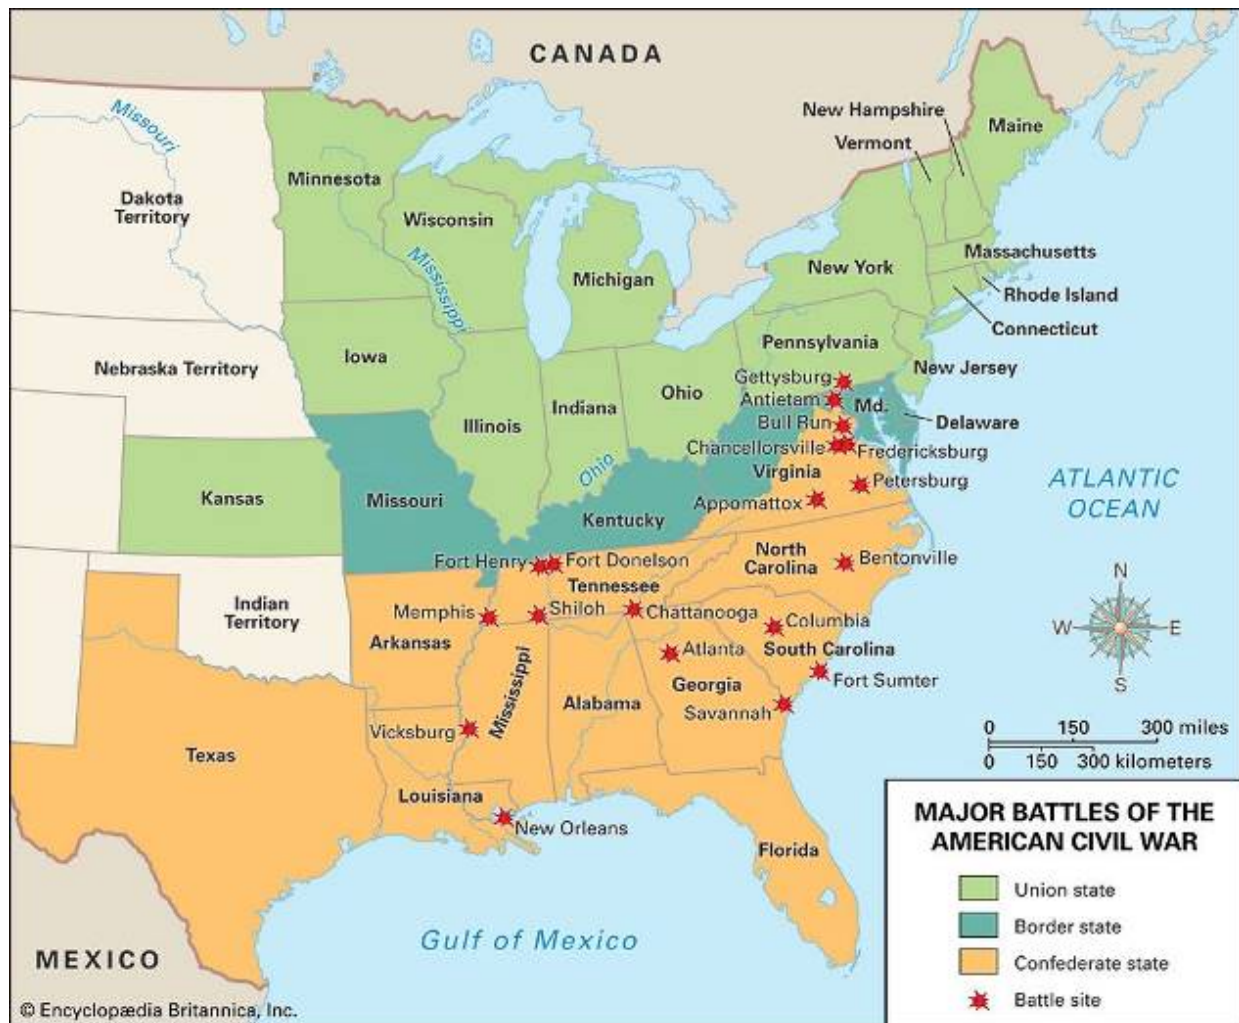 CANADA
Missouri
New Hampshire
Vermont
Maine
Minnesota
Dakota
Territory
Wisconsin
Mississippi
Michigan
New York
Massachusetts
Rhode Island
Connecticut
Pennsylvania
Nebraska Territory
Iowa
New Jersey
Gettysburg
Antietam
Md.
Ohio
Indiana
Illinois
Bull Run
Delaware
Chancellorsville
Fredericksburg
Ohio
Virginia
Petersburg
Kansas
Missouri
Appomattox
Kentucky
ATLANTIC
OCEAN
Fort Henry
Fort Donelson
North
Carolina
Bentonville
Tennessee
Indian
Territory
Memphis
Shiloh
Chattancoga
Columbia
Arkansas
Atlanta
South Carolina
Fort Sumter
Mississippi
Alabama
Georgia
Savannah
Vicksburg
Texas
Louisiana
New Orleans
Florida
N
W
E
S
0 150 300 miles
0 150 300 kilometers
Gulf of Mexico
MEXICO
MAJOR BATTLES OF THE
AMERICAN CIVIL WAR
Union state
Border state
Confederate state
Battle site
© Encyclopædia Britannica, Inc.